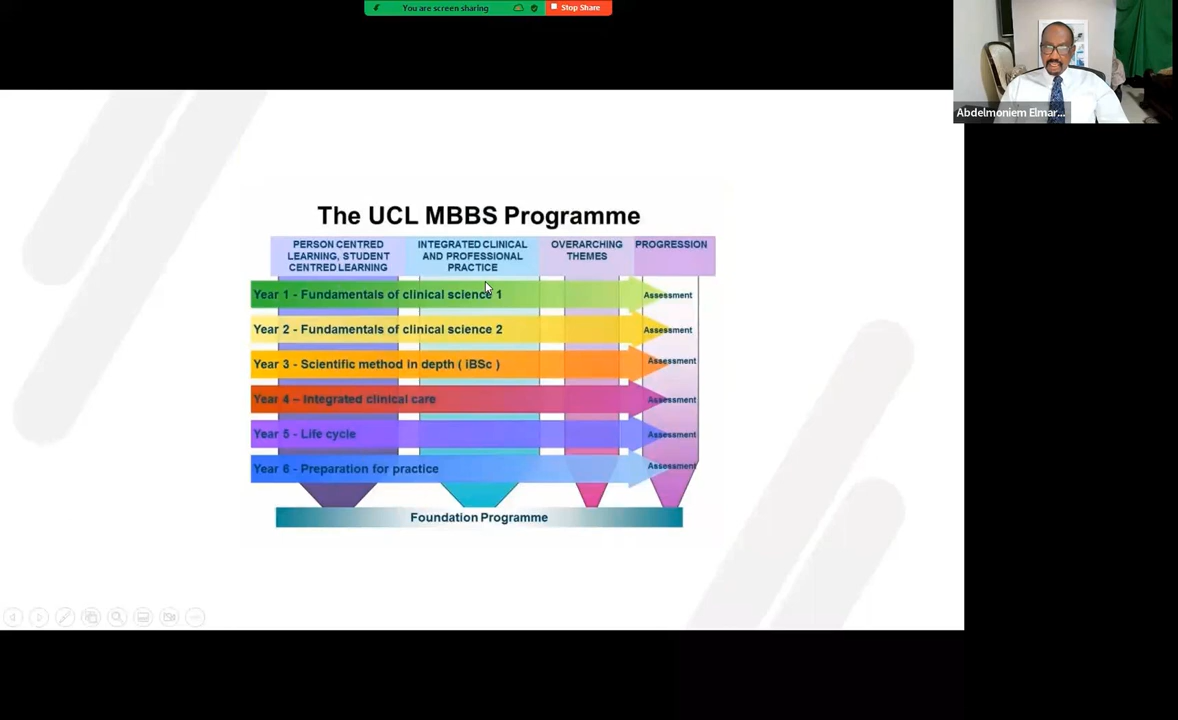 You are screen sharing
Stop Share
Abdelmoniem Elmar...
The UCL MBBS Programme
PERSON CENTRED
LEARNING, STUDENT
CENTRED LEARNING
INTEGRATED CLINICAL
AND PROFESSIONAL
PRACTICE
OVERARCHING
THEMES
PROGRESSION
Year 1 - Fundamentals of clinical science 1
Assessment
Year 2 - Fundamentals of clinical science 2
Assessment
Year 3 - Scientific method in depth ( iBSc )
Assessment
Year 4 – Integrated clinical care
Assessment
Year 5 - Life cycle
Assessment
Year 6 - Preparation for practice
Assessment
Foundation Programme